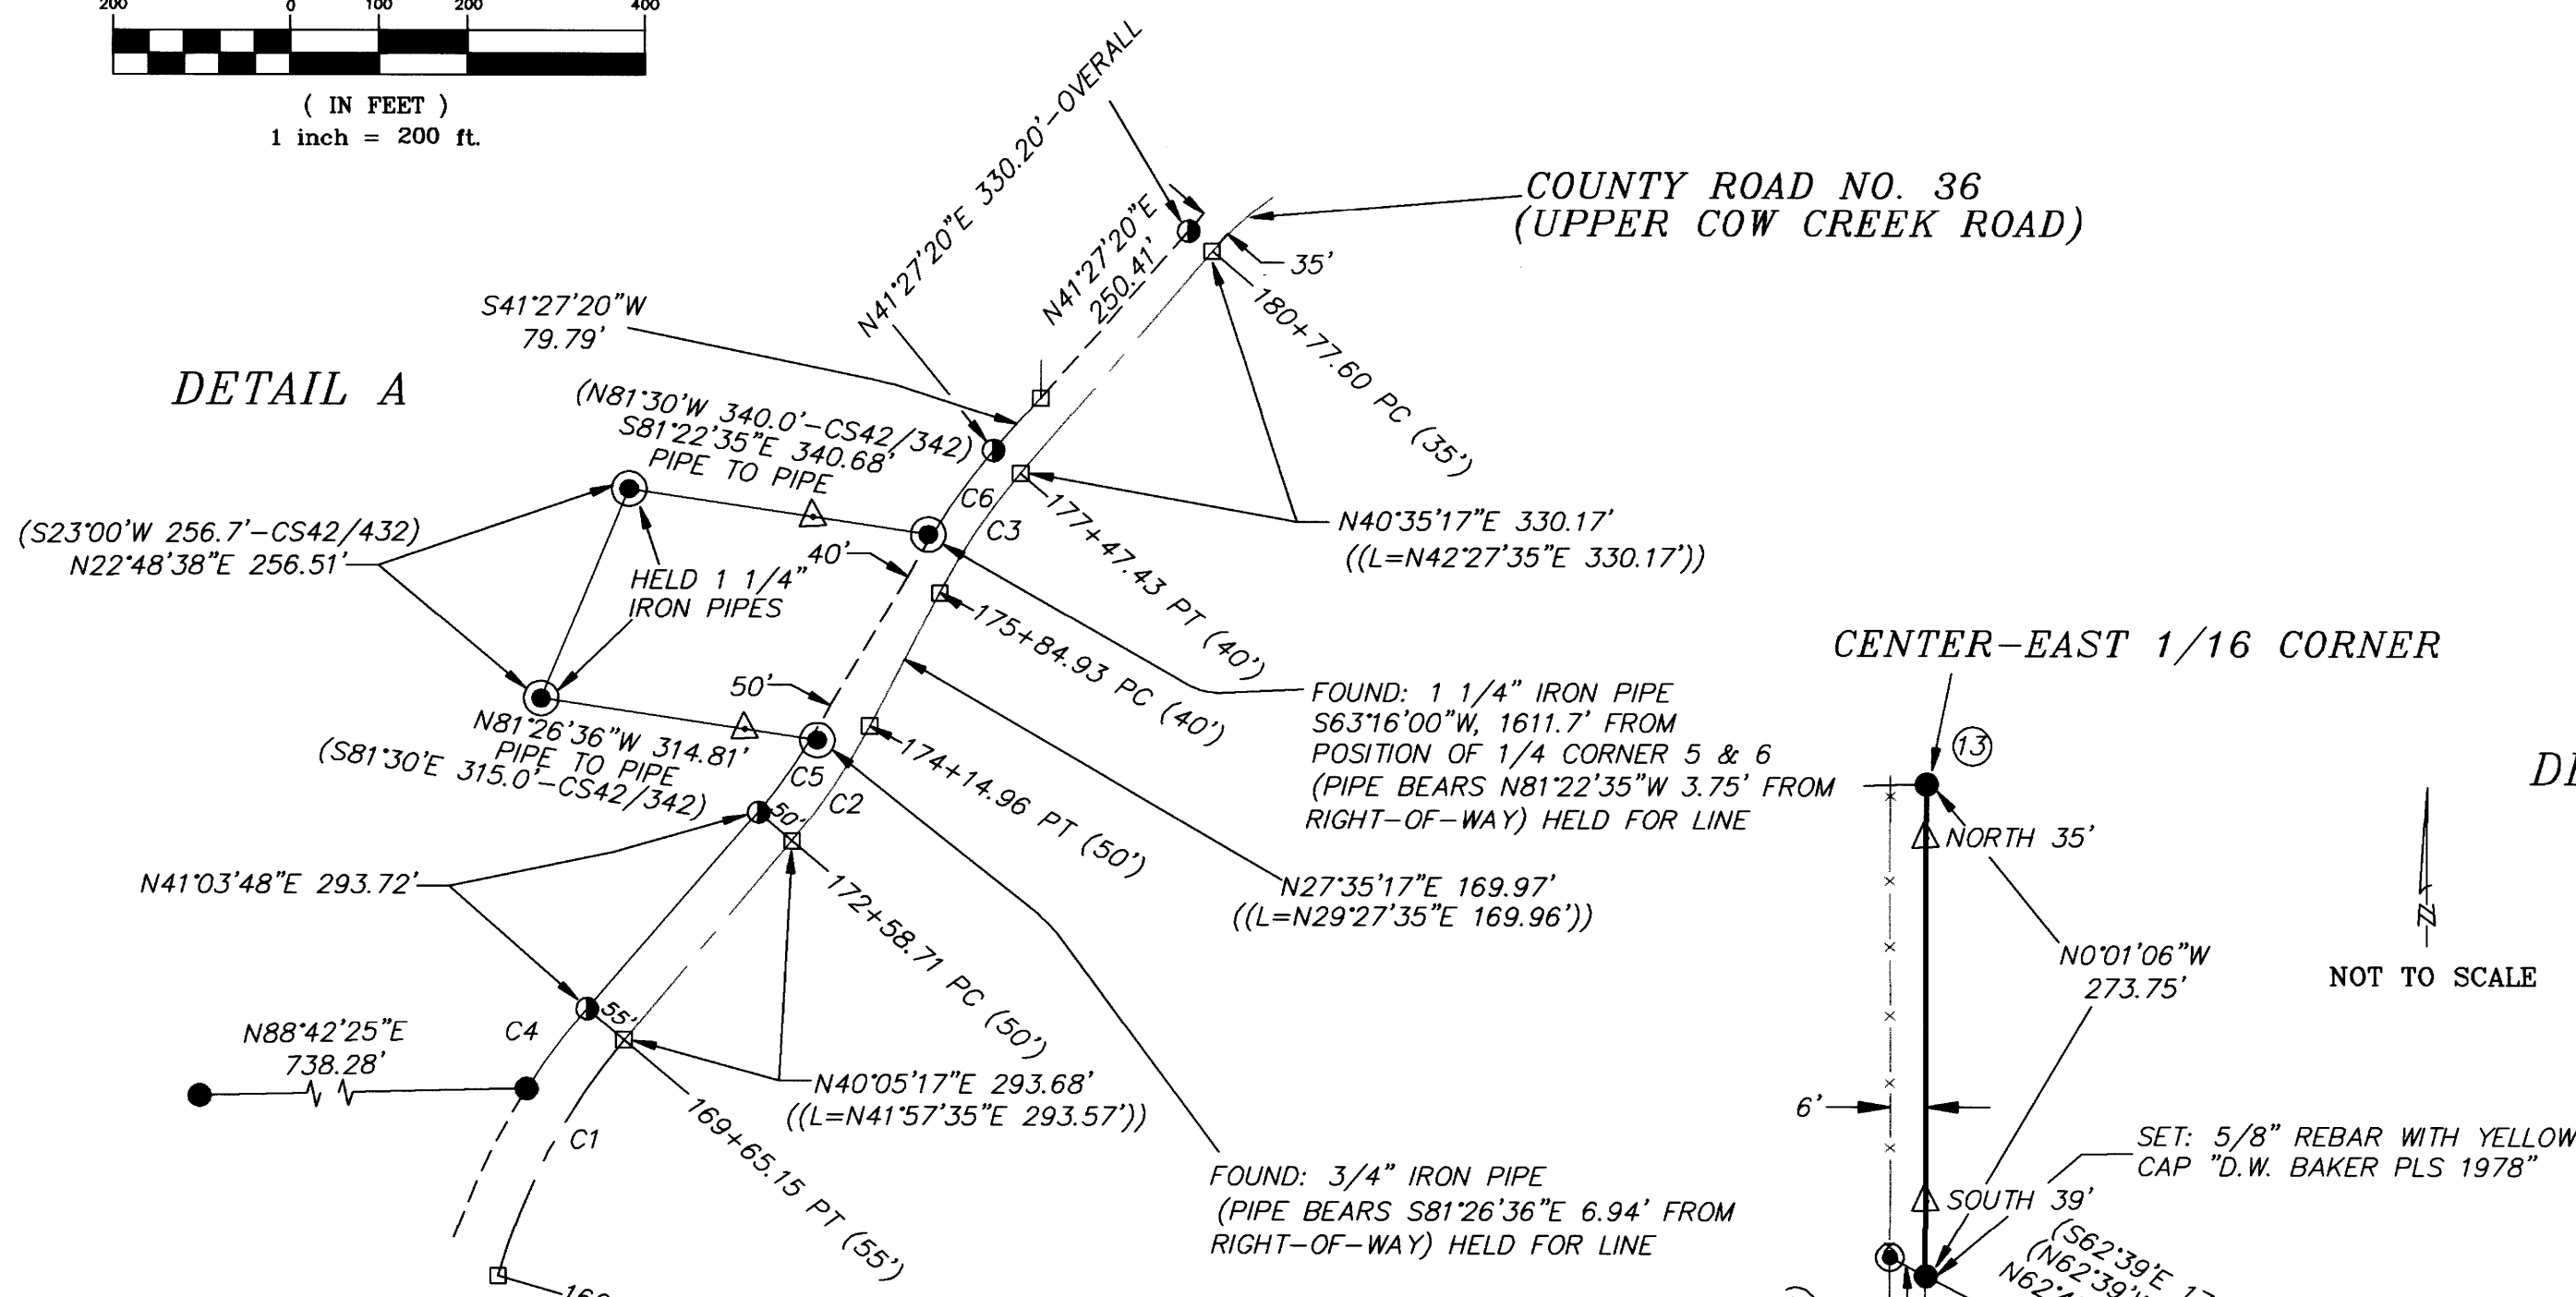 200 0 100 200 400
( IN FEET )
1 inch = 200 ft.
DETAIL A
N41°27'20"E 330.20'-OVERALL
N41°27'20"E
250.41'
COUNTY ROAD NO. 36
(UPPER COW CREEK ROAD)
35'
180+77.60 PC (35')
S41°27'20"W
79.79'
(N81°30'W 340.0'-CS42/342)
S81°22'35"E 340.68'
PIPE TO PIPE
C6
C3
177+47.43 PT (40')
N40°35'17"E 330.17'
((L=N42°27'35"E 330.17'))
(S23°00'W 256.7'-CS42/432)
N22°48'38"E 256.51'
HELD 1 1/4"
IRON PIPES
40'
175+84.93 PC (40')
50'
N81°26'36"W 314.81'
PIPE TO PIPE
(S81°30'E 315.0'-CS42/342)
C5
C2
50'
174+14.96 PT (50')
FOUND: 1 1/4" IRON PIPE
S63°16'00"W, 1611.7' FROM
POSITION OF 1/4 CORNER 5 & 6
(PIPE BEARS N81°22'35"W 3.75' FROM
RIGHT-OF-WAY) HELD FOR LINE
N27°35'17"E 169.97'
((L=N29°27'35"E 169.96'))
N41°03'48"E 293.72'
172+58.71 PC (50')
55'
C4
N88°42'25"E
738.28'
C1
N40°05'17"E 293.68'
((L=N41°57'35"E 293.57'))
169+65.15 PT (55')
FOUND: 3/4" IRON PIPE
(PIPE BEARS S81°26'36"E 6.94' FROM
RIGHT-OF-WAY) HELD FOR LINE
CENTER-EAST 1/16 CORNER
13
NORTH 35'
N0°01'06"W
273.75'
N
NOT TO SCALE
6'
SET: 5/8" REBAR WITH YELLOW
CAP "D.W. BAKER PLS 1978"
SOUTH 39'
(S62°39'E
(N62°39'